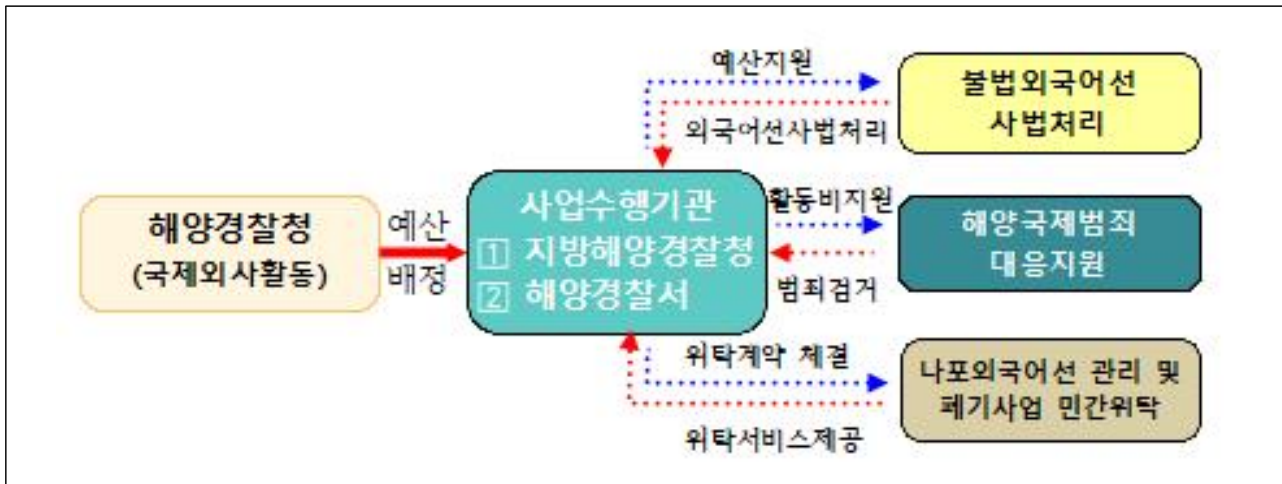 해양경찰청
(국제외사활동)
예산
배정
사업수행기관
1 지방해양경찰청
2 해양경찰서
예산지원
외국어선사법처리
불법외국어선
사법처리
활동비지원
범죄검거
해양국제범죄
대응지원
위탁계약 체결
위탁서비스제공
나포외국어선 관리 및
폐기사업 민간위탁